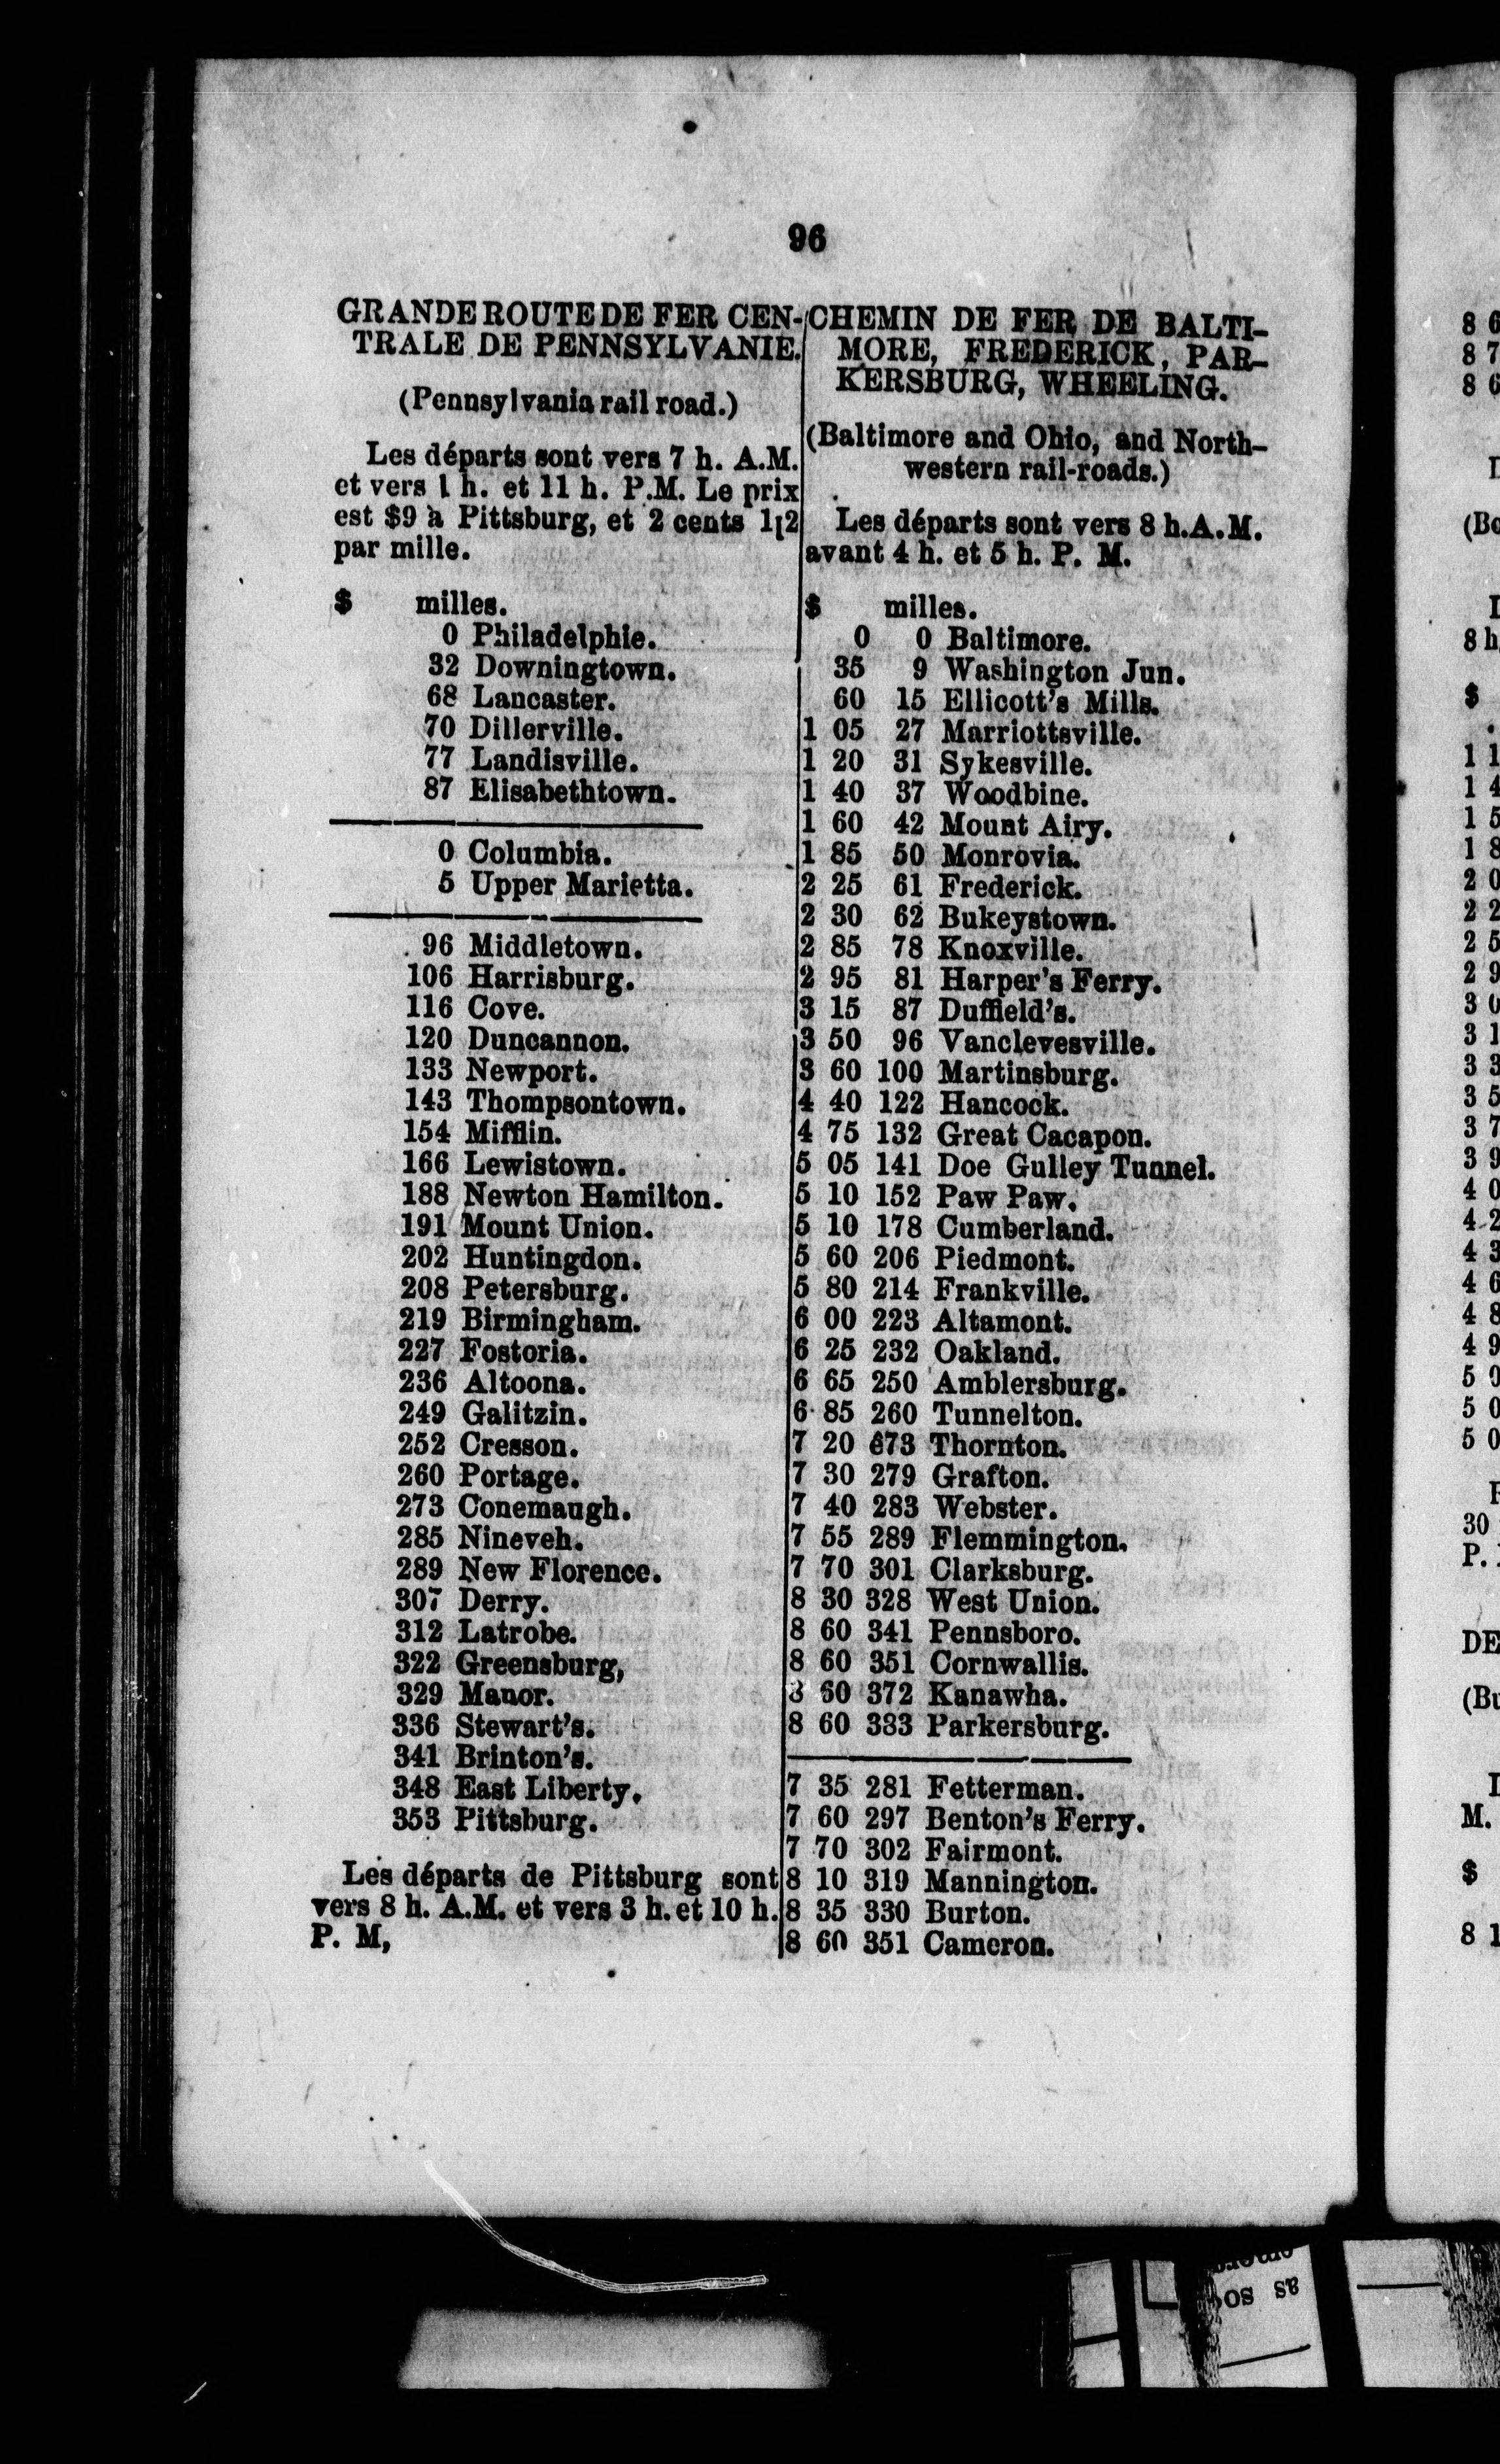 96
GRANDE ROUTE DE FER CEN-
TRALE DE PENNSYLVANIE.
(Pennsylvania rail road.)
Les départs sont vers 7 h. A.M.
et vers 1 h. et 11 h. P.M. Le prix
est $9 à Pittsburg, et 2 cents 1|2
par mille.
$ milles.
0 Philadelphie.
32 Downingtown.
68 Lancaster.
70 Dillerville.
77 Landisville.
87 Elisabethtown.
0 Columbia.
5 Upper Marietta.
96 Middletown.
106 Harrisburg.
116 Cove.
120 Duncannon.
133 Newport.
143 Thompsontown.
154 Mifflin.
166 Lewistown.
188 Newton Hamilton.
191 Mount Union.
202 Huntingdon.
208 Petersburg.
219 Birmingham.
227 Fostoria.
236 Altoona.
249 Galitzin.
252 Cresson.
260 Portage.
273 Conemaugh.
285 Nineveh.
289 New Florence.
307 Derry.
312 Latrobe.
322 Greensburg,
329 Manor.
336 Stewart's.
341 Brinton's.
348 East Liberty.
353 Pittsburg.
Les départs de Pittsburg sont
vers 8 h. A.M. et vers 3 h. et 10 h.
P. M,
CHEMIN DE FER DE BALTI-
MORE, FREDERICK, PAR-
KERSBURG, WHEELING.
(Baltimore and Ohio, and North-
western rail-roads.)
Les départs sont vers 8 h. A.M.
avant 4 h. et 5 h. P. M.
$ milles.
0 0 Baltimore.
35 9 Washington Jun.
60 15 Ellicott's Mills.
1 05 27 Marriottsville.
1 20 31 Sykesville.
1 40 37 Woodbine.
1 60 42 Mount Airy.
1 85 50 Monrovia.
2 25 61 Frederick.
2 30 62 Bukeystown.
2 85 78 Knoxville.
2 95 81 Harper's Ferry.
3 15 87 Duffield's.
3 50 96 Vanclevesville.
3 60 100 Martinsburg.
4 40 122 Hancock.
4 75 132 Great Cacapon.
5 05 141 Doe Gulley Tunnel.
5 10 152 Paw Paw.
5 10 178 Cumberland.
5 60 206 Piedmont.
5 80 214 Frankville.
6 00 223 Altamont.
6 25 232 Oakland.
6 65 250 Amblersburg.
6 85 260 Tunnelton.
7 20 673 Thornton.
7 30 279 Grafton.
7 40 283 Webster.
7 55 289 Flemmington.
7 70 301 Clarksburg.
8 30 328 West Union.
8 60 341 Pennsboro.
8 60 351 Cornwallis.
8 60 372 Kanawha.
8 60 383 Parkersburg.
7 35 281 Fetterman.
7 60 297 Benton's Ferry.
7 70 302 Fairmont.
8 10 319 Mannington.
8 35 330 Burton.
8 60 351 Cameron.